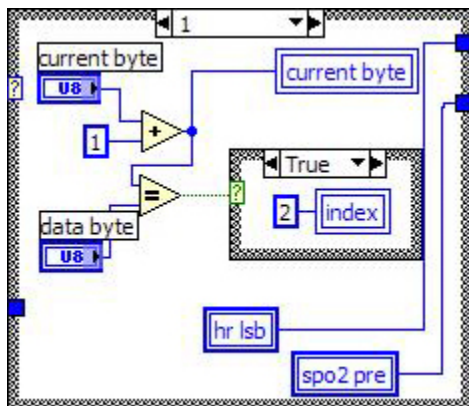 1
current byte
U8
current byte
?
1
+
True
=
?
2
index
data byte
U8
hr lsb
spo2 pre